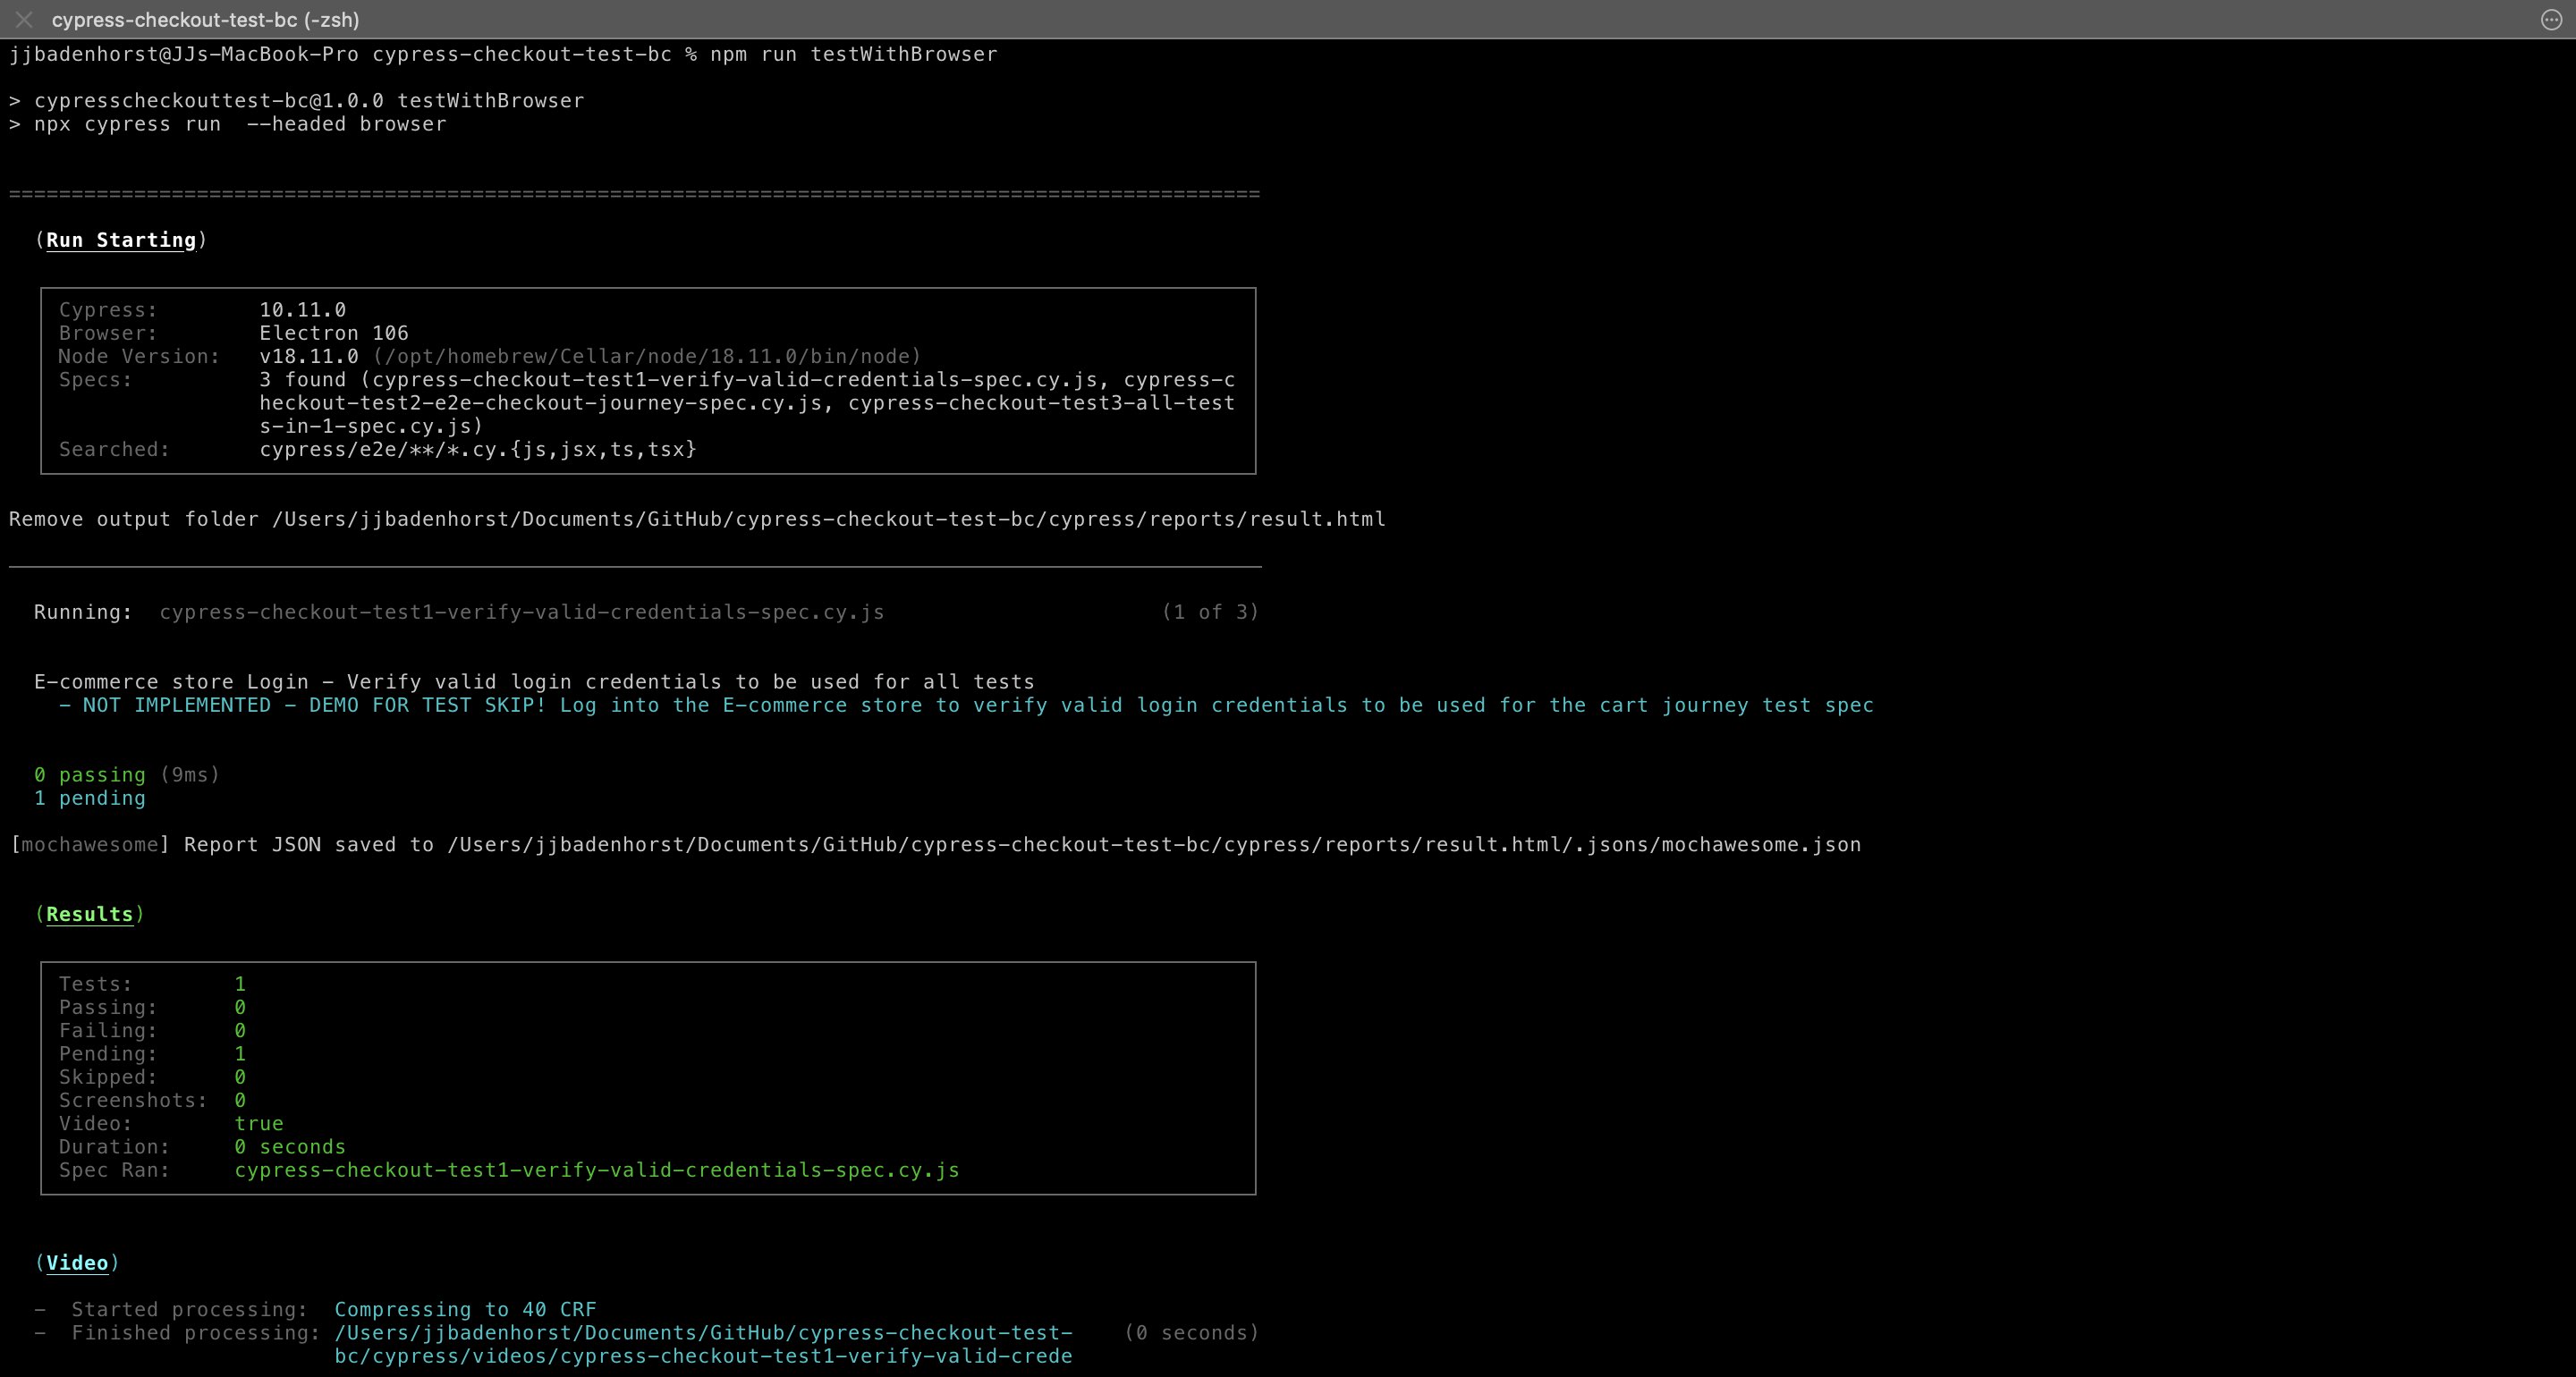 cypress-checkout-test-bc (-zsh)
jjbadenhorst@JJs-MacBook-Pro cypress-checkout-test-bc % npm run testWithBrowser
> cypresscheckouttest-bc@1.0.0 testWithBrowser
> npx cypress run  --headed browser
====================================================================================================
(Run Starting)
Cypress:        10.11.0
Browser:        Electron 106
Node Version:   v18.11.0 (/opt/homebrew/Cellar/node/18.11.0/bin/node)
Specs:          3 found (cypress-checkout-test1-verify-valid-credentials-spec.cy.js, cypress-c
heckout-test2-e2e-checkout-journey-spec.cy.js, cypress-checkout-test3-all-test
s-in-1-spec.cy.js)
Searched:       cypress/e2e/**/*.cy.{js,jsx,ts,tsx}
Remove output folder /Users/jjbadenhorst/Documents/GitHub/cypress-checkout-test-bc/cypress/reports/result.html
Running:  cypress-checkout-test1-verify-valid-credentials-spec.cy.js                      (1 of 3)
E-commerce store Login - Verify valid login credentials to be used for all tests
- NOT IMPLEMENTED - DEMO FOR TEST SKIP! Log into the E-commerce store to verify valid login credentials to be used for the cart journey test spec
0 passing (9ms)
1 pending
[mochawesome] Report JSON saved to /Users/jjbadenhorst/Documents/GitHub/cypress-checkout-test-bc/cypress/reports/result.html/.jsons/mochawesome.json
(Results)
Tests:        1
Passing:      0
Failing:      0
Pending:      1
Skipped:      0
Screenshots:  0
Video:        true
Duration:     0 seconds
Spec Ran:     cypress-checkout-test1-verify-valid-credentials-spec.cy.js
(Video)
-  Started processing:  Compressing to 40 CRF
-  Finished processing: /Users/jjbadenhorst/Documents/GitHub/cypress-checkout-test-    (0 seconds)
bc/cypress/videos/cypress-checkout-test1-verify-valid-crede